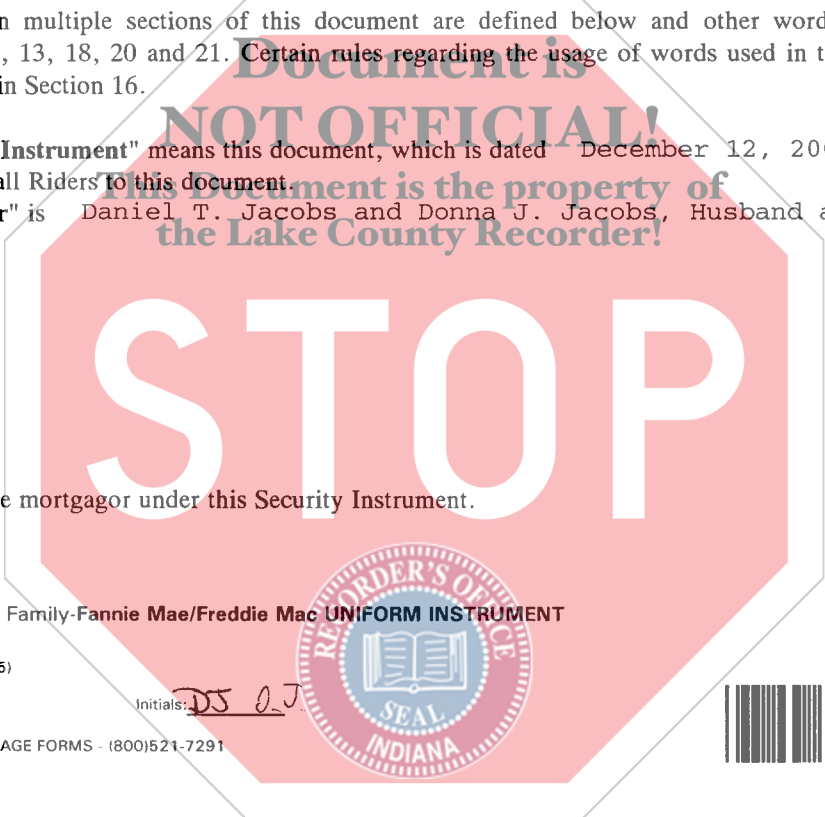 n multiple sections of this document are defined below and other word
, 13, 18, 20 and 21. Certain rules regarding the usage of words used in t
in Section 16.
Document is
NOT OFFICIAL!
This Document is the property of
the Lake County Recorder!
Instrument" means this document, which is dated December 12, 20
all Riders to this document.
r" is Daniel T. Jacobs and Donna J. Jacobs, Husband a
STOP
e mortgagor under this Security Instrument.
RECORDER'S OFFICE
SEAL
INDIANA
Family-Fannie Mae/Freddie Mac UNIFORM INSTRUMENT
5)
Initials: DJ D.J.
AGE FORMS - (800)521-7291